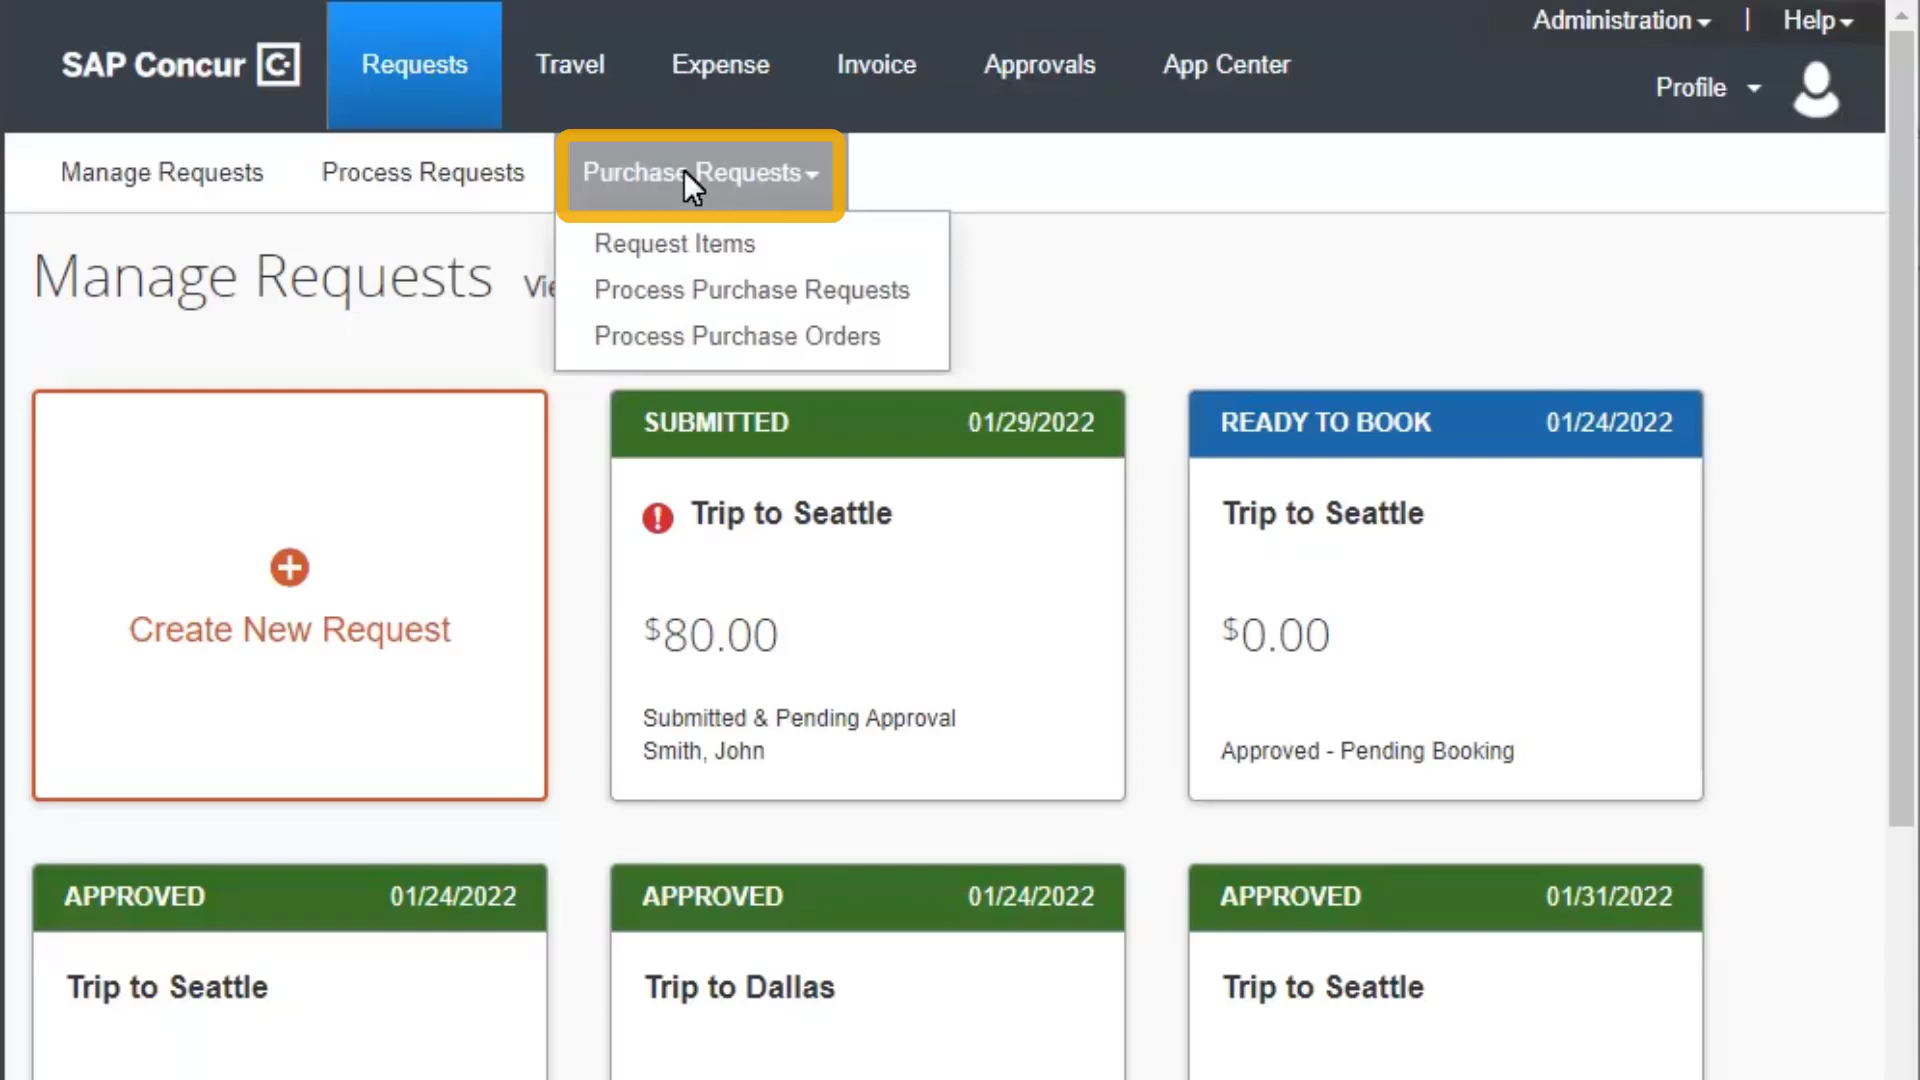 Administration | Help
SAP Concur Requests Travel Expense Invoice Approvals App Center
Profile
Manage Requests Process Requests Purchase Requests
Request Items
Process Purchase Requests
Process Purchase Orders
Manage Requests
Create New Request
SUBMITTED 01/29/2022
Trip to Seattle
$80.00
Submitted & Pending Approval
Smith, John
READY TO BOOK 01/24/2022
Trip to Seattle
$0.00
Approved - Pending Booking
APPROVED 01/24/2022
Trip to Seattle
APPROVED 01/24/2022
Trip to Dallas
APPROVED 01/31/2022
Trip to Seattle